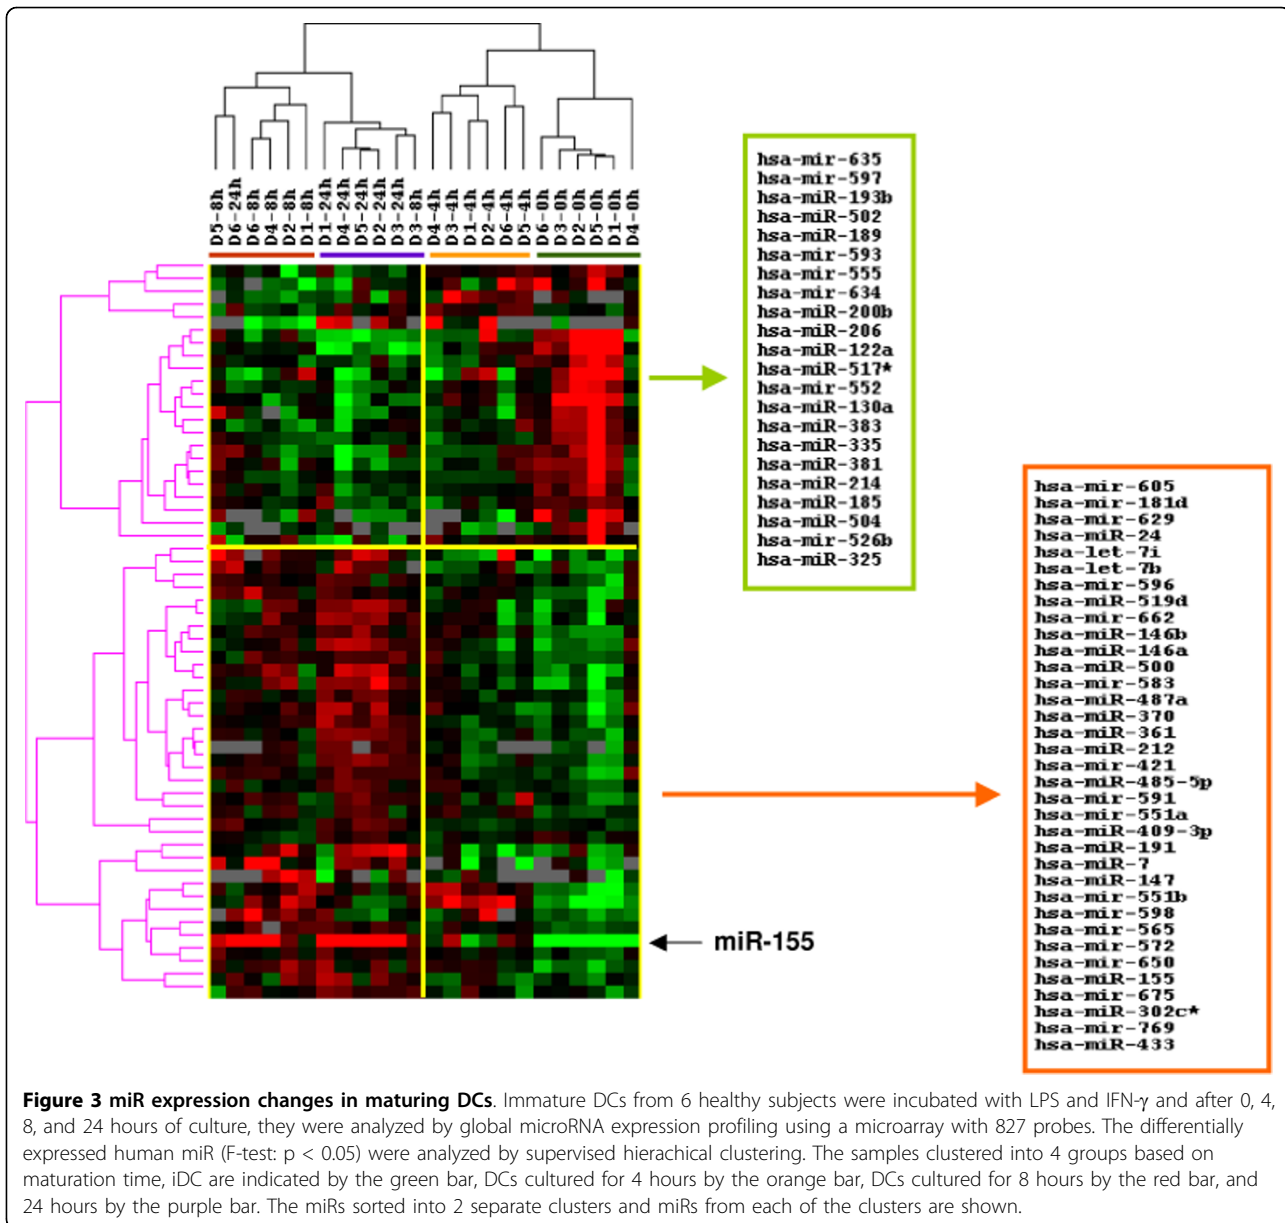 D5-8h
D6-24h
D6-8h
D4-8h
D2-8h
D1-8h
D1-24h
D4-24h
D5-24h
D2-24h
D3-24h
D3-8h
D4-4h
D3-4h
D1-4h
D2-4h
D6-4h
D5-4h
D6-0h
D3-0h
D2-0h
D5-0h
D1-0h
D4-0h
hsa-mir-635
hsa-mir-597
hsa-miR-193b
hsa-miR-502
hsa-miR-189
hsa-mir-593
hsa-mir-555
hsa-mir-634
hsa-miR-200b
hsa-miR-206
hsa-miR-122a
hsa-miR-517*
hsa-mir-552
hsa-miR-130a
hsa-miR-383
hsa-miR-335
hsa-miR-381
hsa-miR-214
hsa-miR-185
hsa-miR-504
hsa-mir-526b
hsa-miR-325
hsa-mir-605
hsa-mir-181d
hsa-mir-629
hsa-miR-24
hsa-let-7i
hsa-let-7b
hsa-mir-596
hsa-miR-519d
hsa-mir-662
hsa-miR-146b
hsa-miR-146a
hsa-miR-500
hsa-mir-583
hsa-miR-487a
hsa-miR-370
hsa-miR-361
hsa-miR-212
hsa-mir-421
hsa-miR-485-5p
hsa-mir-591
hsa-mir-551a
hsa-miR-409-3p
hsa-miR-191
hsa-miR-7
hsa-miR-147
hsa-mir-551b
hsa-mir-598
hsa-mir-565
hsa-mir-572
hsa-mir-650
hsa-miR-155
hsa-mir-675
hsa-miR-302c*
hsa-mir-769
hsa-miR-433
miR-155
Figure 3 miR expression changes in maturing DCs. Immature DCs from 6 healthy subjects were incubated with LPS and IFN-γ and after 0, 4,
8, and 24 hours of culture, they were analyzed by global microRNA expression profiling using a microarray with 827 probes. The differentially
expressed human miR (F-test: p < 0.05) were analyzed by supervised hierachical clustering. The samples clustered into 4 groups based on
maturation time, iDC are indicated by the green bar, DCs cultured for 4 hours by the orange bar, DCs cultured for 8 hours by the red bar, and
24 hours by the purple bar. The miRs sorted into 2 separate clusters and miRs from each of the clusters are shown.